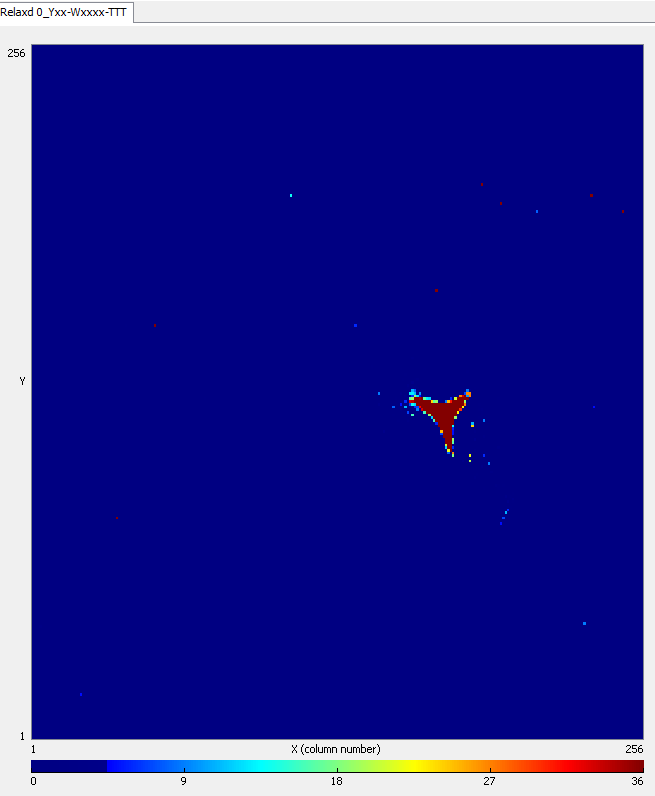 Relaxd 0_Yxx-Wxxxx-TTT
256
Y
1
1 X (column number) 256
0 9 18 27 36